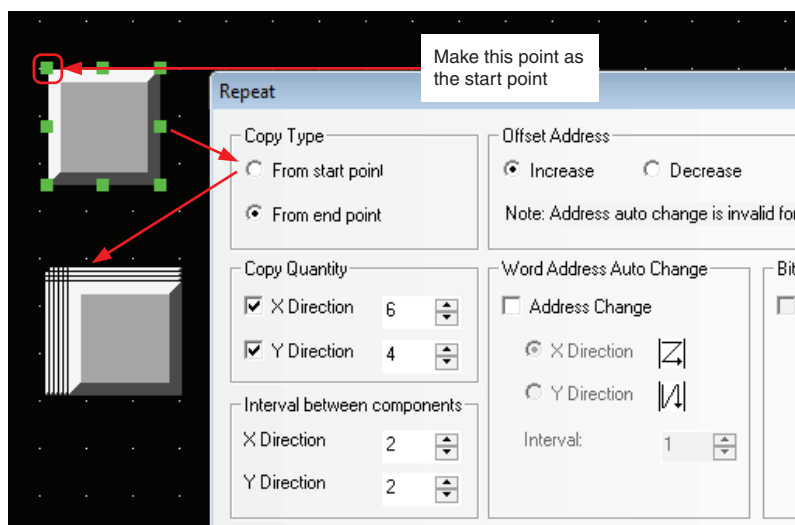 Make this point as
the start point
Repeat
Copy Type
From start point
From end point
Offset Address
Increase
Decrease
Note: Address auto change is invalid for
Copy Quantity
X Direction 6
Y Direction 4
Word Address Auto Change
Address Change
X Direction
Y Direction
Interval: 1
Bit
Interval between components
X Direction 2
Y Direction 2